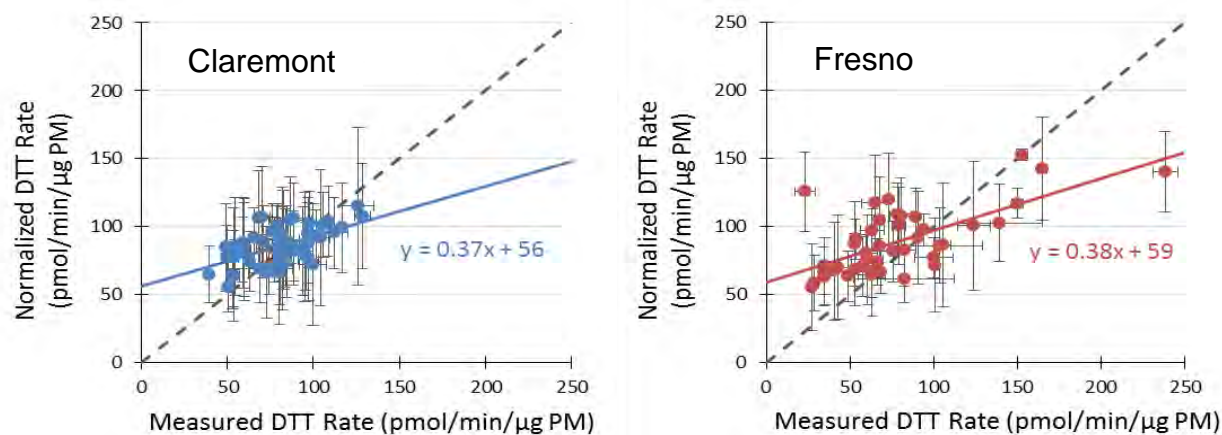 Claremont
Normalized DTT Rate
(pmol/min/µg PM)
250
200
150
100
50
0
y = 0.37x + 56
0 50 100 150 200 250
Measured DTT Rate (pmol/min/µg PM)
Fresno
Normalized DTT Rate
(pmol/min/µg PM)
250
200
150
100
50
0
y = 0.38x + 59
0 50 100 150 200 250
Measured DTT Rate (pmol/min/µg PM)